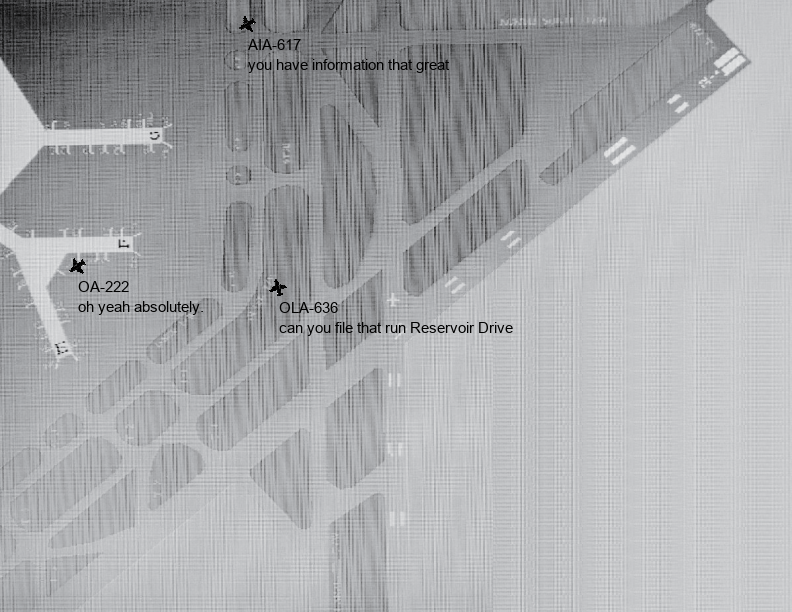 AIA-617
you have information that great
OA-222
oh yeah absolutely.
OLA-636
can you file that run Reservoir Drive